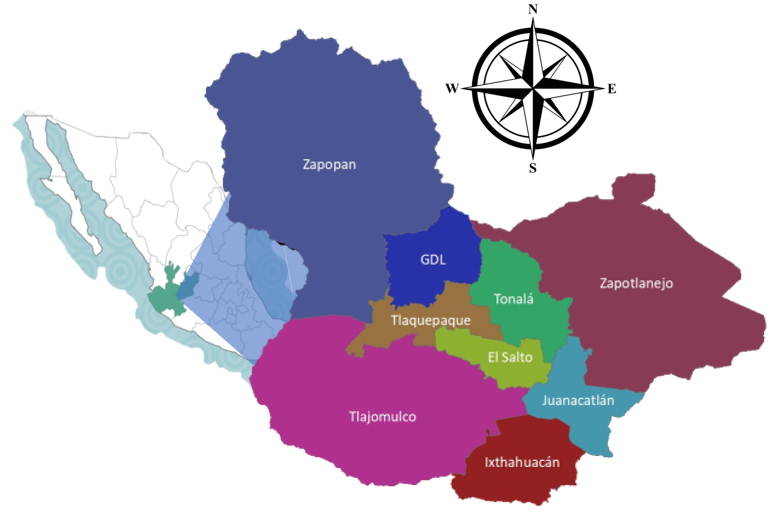 N
W
E
S
Zapopan
GDL
Zapotlanejo
Tonalá
Tlaquepaque
El Salto
Juanacatlán
Tlajomulco
Ixthahuacán